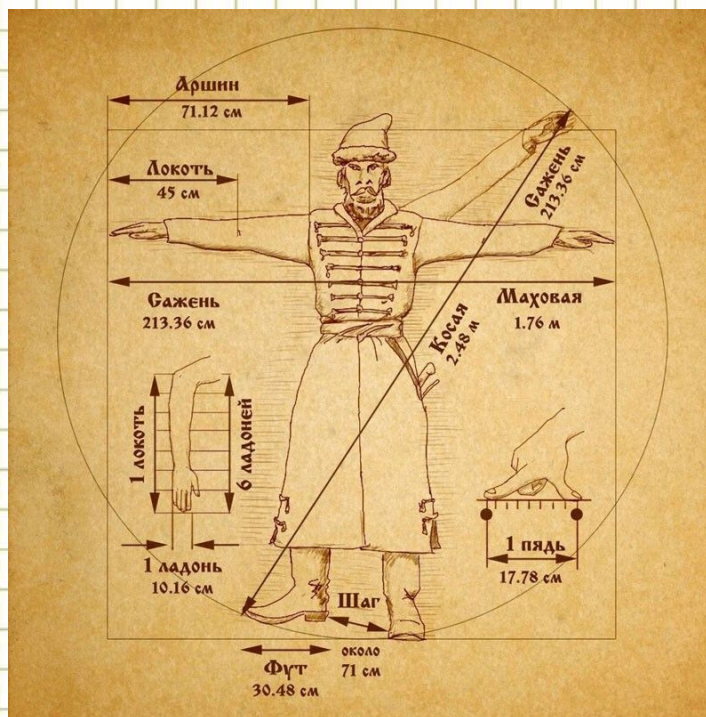 Аршин
71.12 см
Локоть
45 см
Сажень
213.36 см
Сажень
213.36 см
Маховая
1.76 м
Косая
2.48 м
1 локоть
6 ладоней
1 ладонь
10.16 см
1 пядь
17.78 см
Шаг
около
71 см
Фут
30.48 см